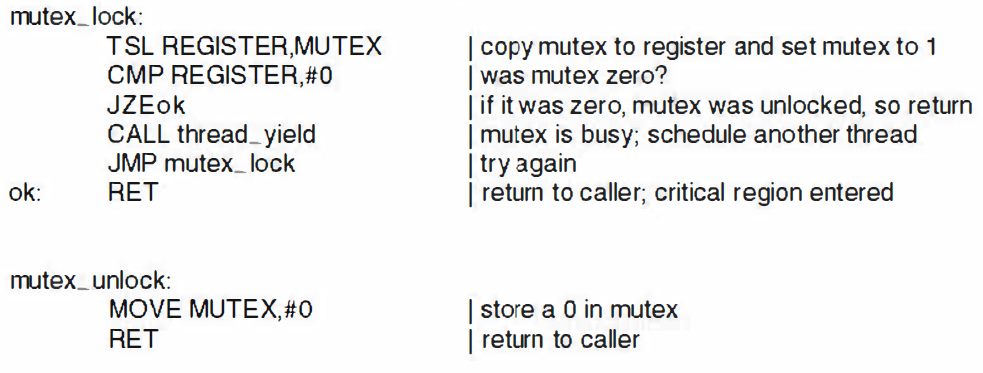 mutex_lock:
TSL REGISTER,MUTEX | copy mutex to register and set mutex to 1
CMP REGISTER,#0 | was mutex zero?
JZEok | if it was zero, mutex was unlocked, so return
CALL thread_yield | mutex is busy; schedule another thread
JMP mutex_lock | try again
ok: RET | return to caller; critical region entered
mutex_unlock:
MOVE MUTEX,#0 | store a 0 in mutex
RET | return to caller